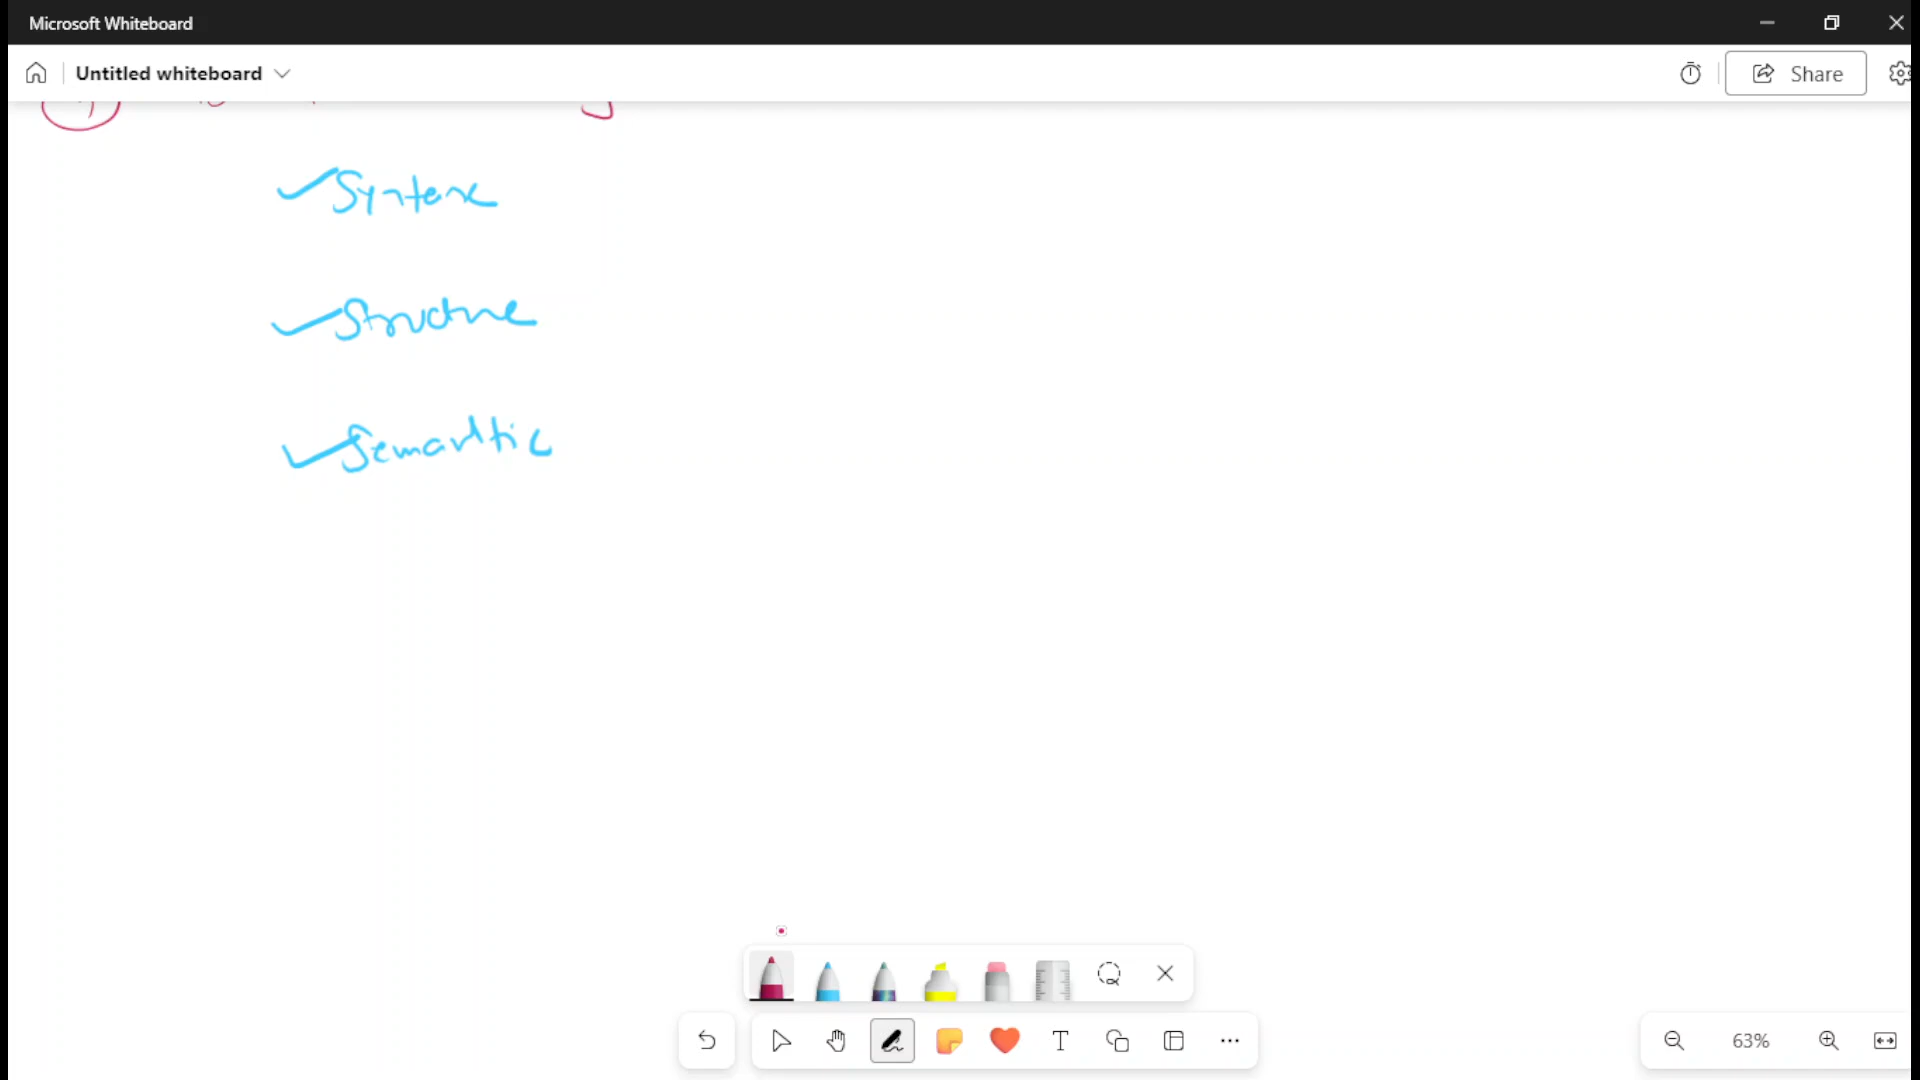 Microsoft Whiteboard
Untitled whiteboard
Share
Syntax
Structure
Semantic
63%